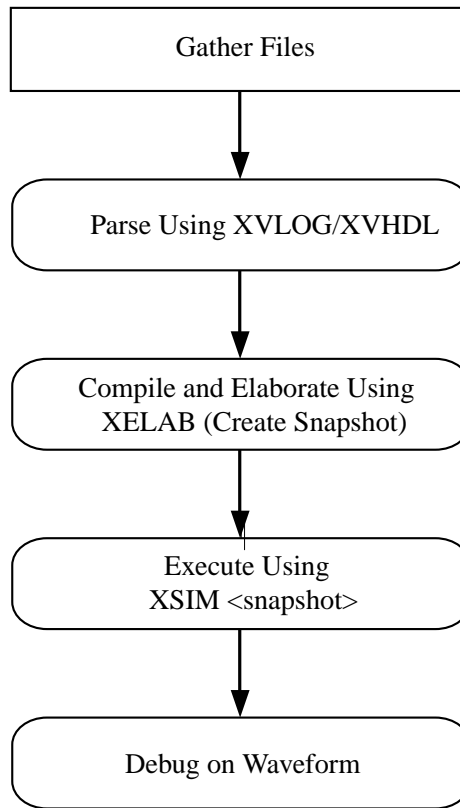 Gather Files
Parse Using XVLOG/XVHDL
Compile and Elaborate Using
XELAB (Create Snapshot)
Execute Using
XSIM <snapshot>
Debug on Waveform